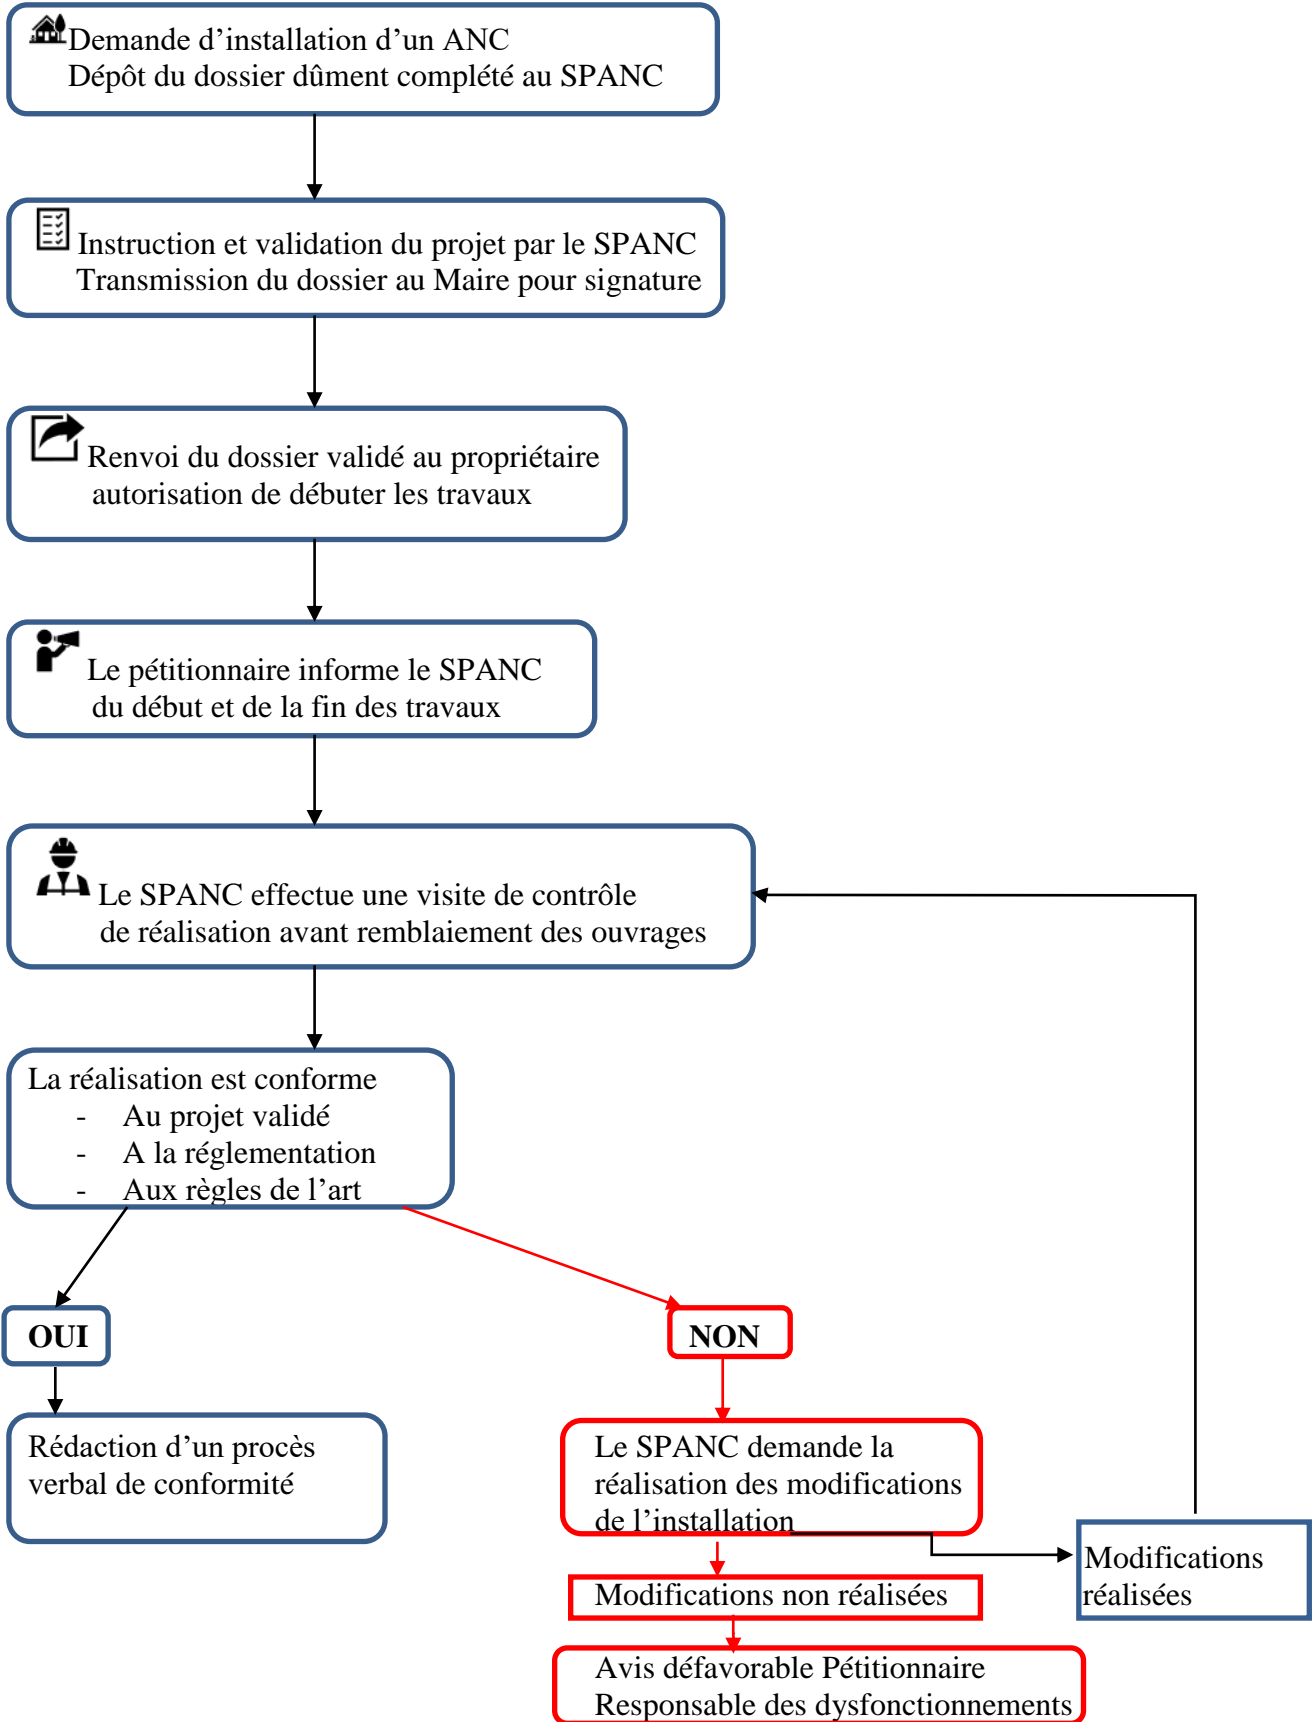 Demande d’installation d’un ANC
Dépôt du dossier dûment complété au SPANC
Instruction et validation du projet par le SPANC
Transmission du dossier au Maire pour signature
Renvoi du dossier validé au propriétaire
autorisation de débuter les travaux
Le pétitionnaire informe le SPANC
du début et de la fin des travaux
Le SPANC effectue une visite de contrôle
de réalisation avant remblaiement des ouvrages
La réalisation est conforme
- Au projet validé
- A la réglementation
- Aux règles de l’art
OUI
NON
Rédaction d’un procès
verbal de conformité
Le SPANC demande la
réalisation des modifications
de l’installation
Modifications
réalisées
Modifications non réalisées
Avis défavorable Pétitionnaire
Responsable des dysfonctionnements